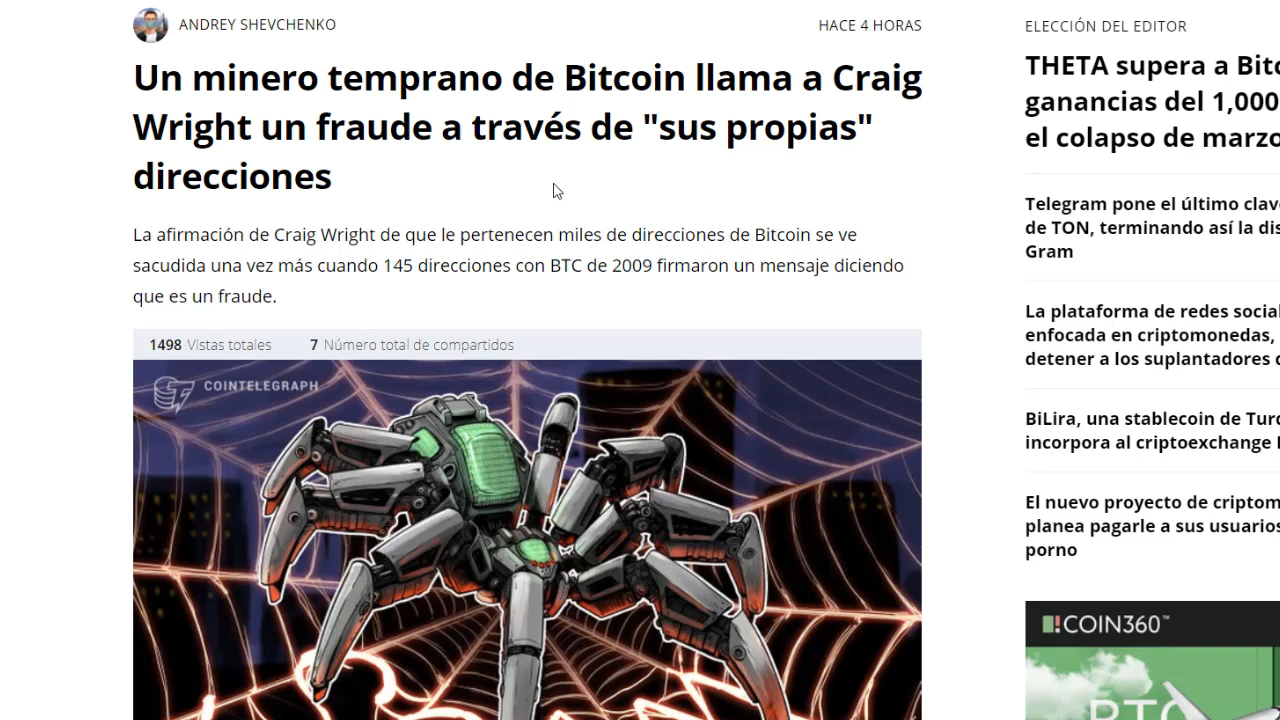 ANDREY SHEVCHENKO
HACE 4 HORAS
Un minero temprano de Bitcoin llama a Craig
Wright un fraude a través de "sus propias"
direcciones
La afirmación de Craig Wright de que le pertenecen miles de direcciones de Bitcoin se ve
sacudida una vez más cuando 145 direcciones con BTC de 2009 firmaron un mensaje diciendo
que es un fraude.
1498 Vistas totales
7 Número total de compartidos
COINTELEGRAPH
ELECCIÓN DEL EDITOR
THETA supera a Bitc
ganancias del 1,000
el colapso de marzo
Telegram pone el último clav
de TON, terminando así la dis
Gram
La plataforma de redes social
enfocada en criptomonedas,
detener a los suplantadores
BiLira, una stablecoin de Turq
incorpora al criptoexchange
El nuevo proyecto de criptom
planea pagarle a sus usuarios
porno
COIN360™
BTC